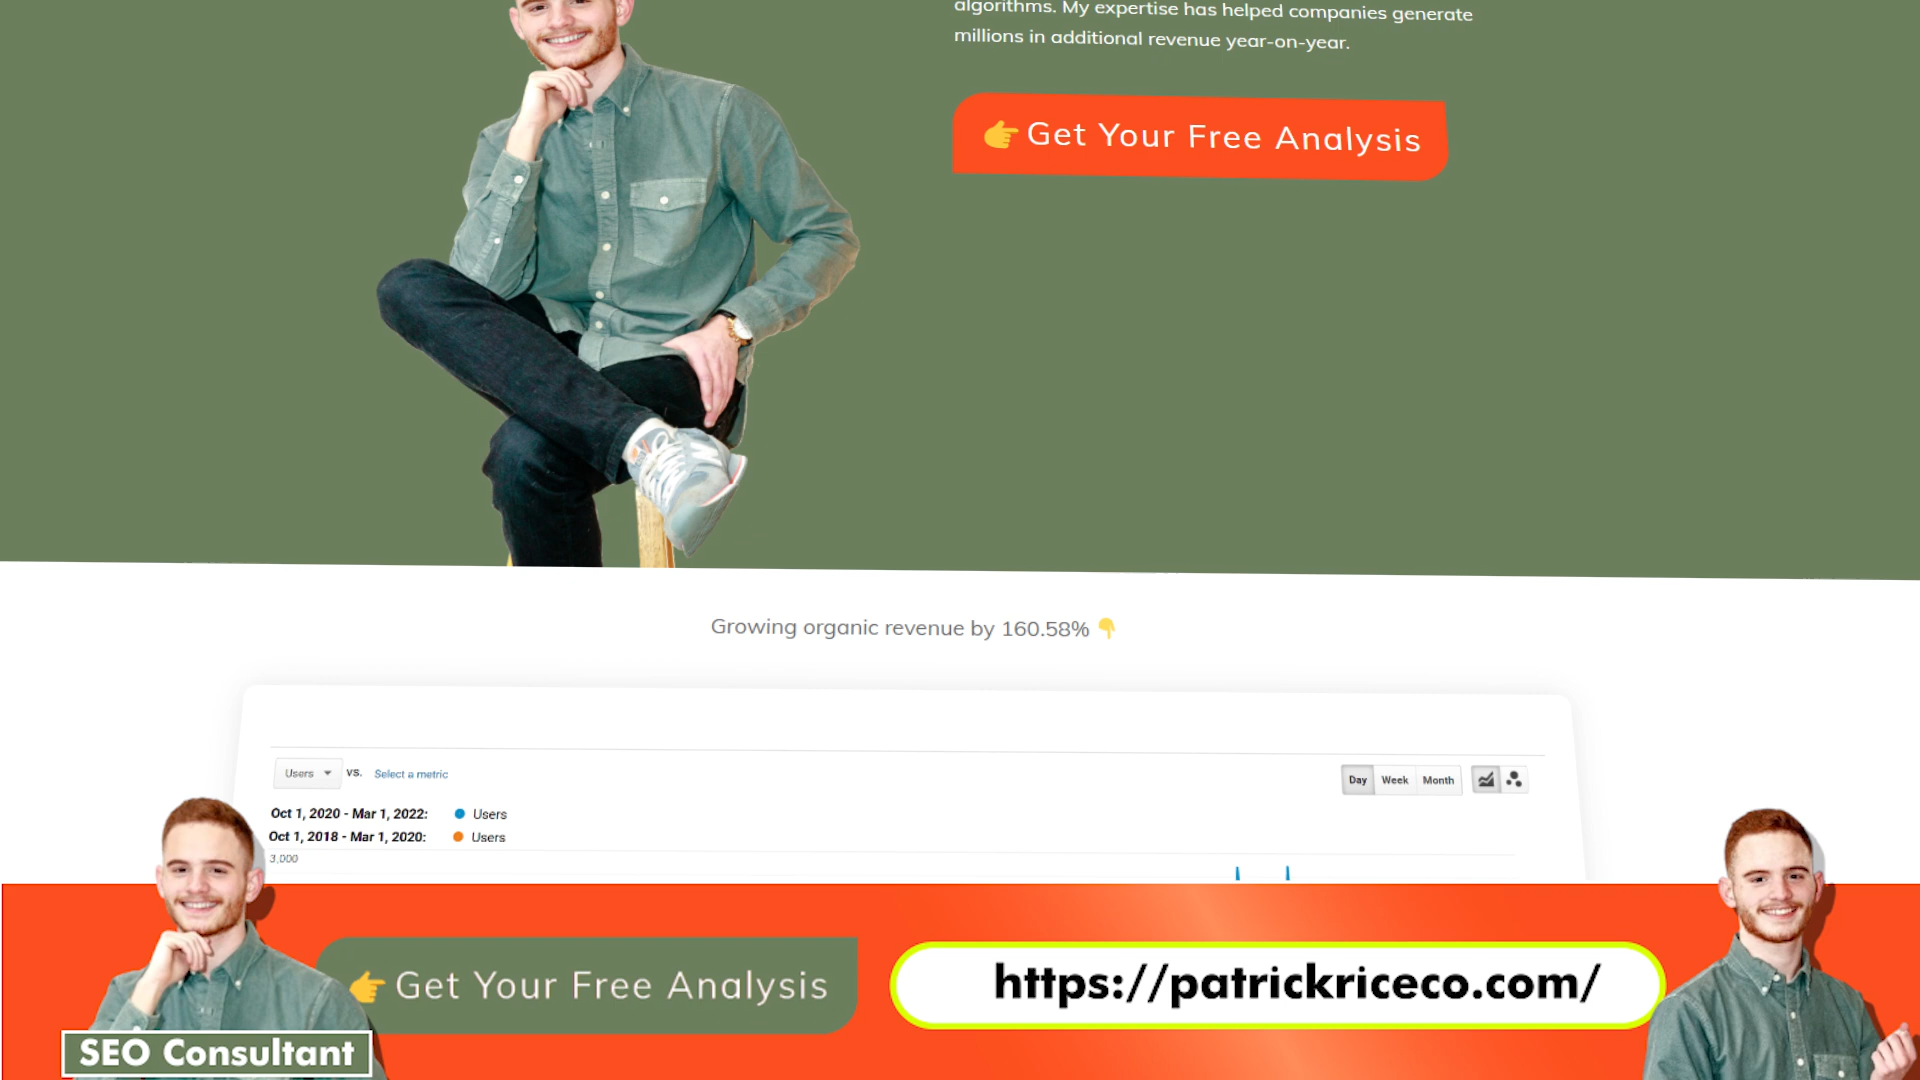 algorithms. My expertise has helped companies generate
millions in additional revenue year-on-year.
👉 Get Your Free Analysis
Growing organic revenue by 160.58% 👇
Users vs. Select a metric
Day Week Month
Oct 1, 2020 - Mar 1, 2022: Users
Oct 1, 2018 - Mar 1, 2020: Users
3,000
👉 Get Your Free Analysis
https://patrickriceco.com/
SEO Consultant